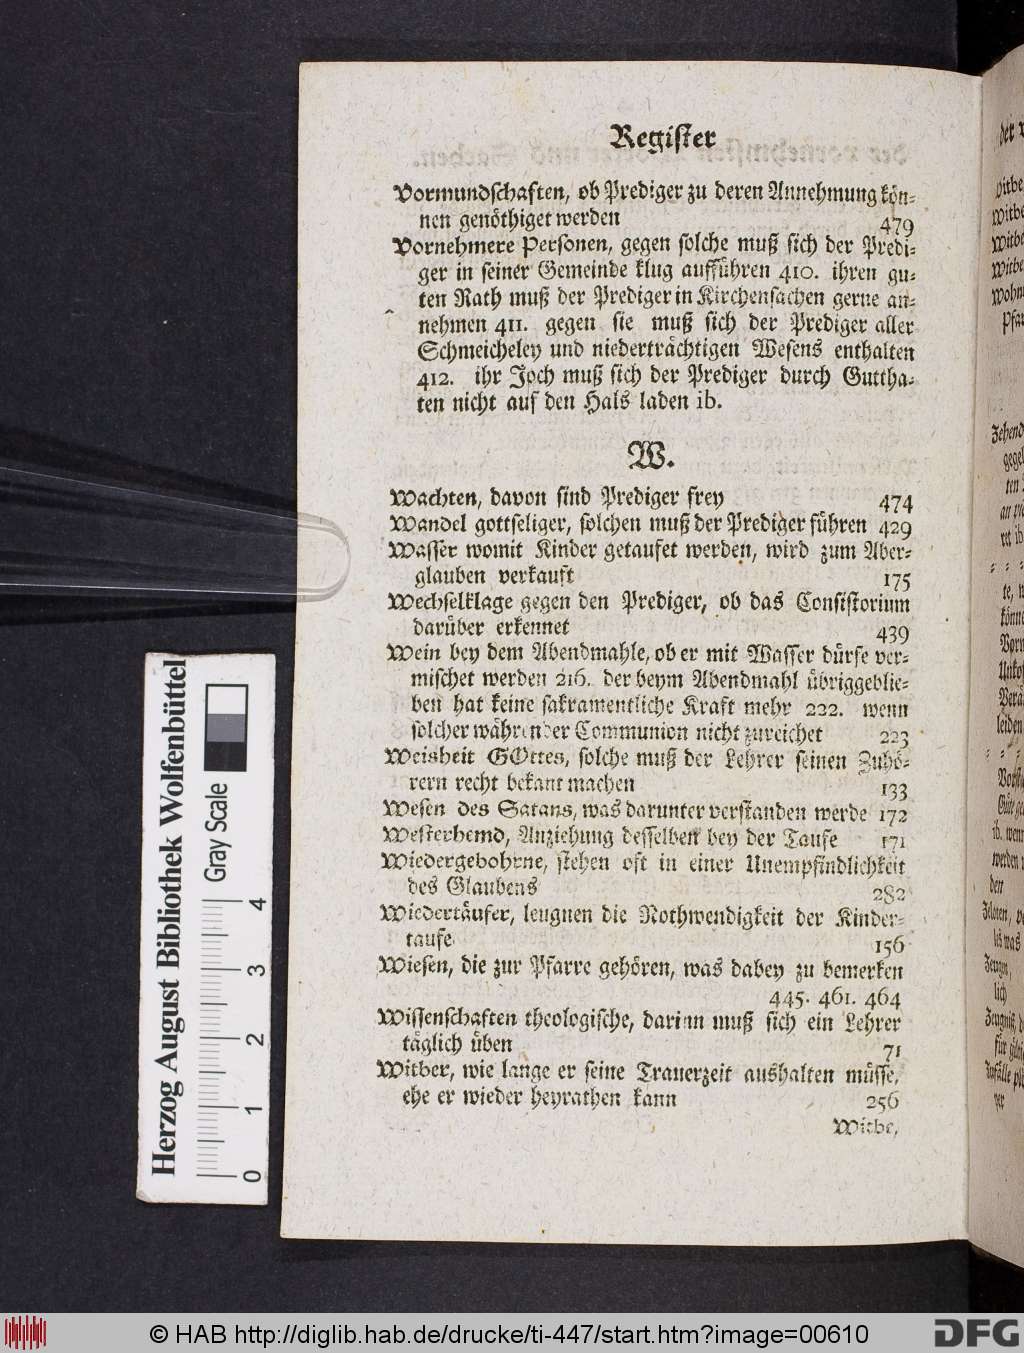 Register
Vormundschaften, ob Prediger zu deren Annehmung kön-
nen genöthiget werden 479
Vornehmere Personen, gegen solche muß sich der Predi-
ger in seiner Gemeinde klug aufführen 410. ihren gu-
ten Rath muß der Prediger in Kirchensachen gerne an-
nehmen 411. gegen sie muß sich der Prediger aller
Schmeicheley und niederträchtigen Wesens enthalten
412. ihr Joch muß sich der Prediger durch Guttha-
ten nicht auf den Hals laden ib.
W.
Wachten, davon sind Prediger frey 474
Wandel gottseliger, solchen muß der Prediger führen 429
Wasser womit Kinder getaufet werden, wird zum Aber-
glauben verkauft 175
Wechselklage gegen den Prediger, ob das Consistorium
darüber erkennet 439
Wein bey dem Abendmahle, ob er mit Wasser dürfe ver-
mischet werden 216. der beym Abendmahl übriggeblie-
ben hat keine sakramentliche Kraft mehr 222. wenn
solcher währender Communion nicht zureichet 223
Weisheit GOttes, solche muß der Lehrer seinen Zuhö-
rern recht bekant machen 133
Wesen des Satans, was darunter verstanden werde 172
Westerhemd, Anziehung desselben bey der Taufe 171
Wiedergebohrne, stehen oft in einer Unempfindlichkeit
des Glaubens 282
Wiedertäufer, leugnen die Nothwendigkeit der Kinder-
taufe 156
Wiesen, die zur Pfarre gehören, was dabey zu bemerken
445. 461. 464
Wissenschaften theologische, darinn muß sich ein Lehrer
täglich üben 71
Witber, wie lange er seine Trauerzeit aushalten müsse,
ehe er wieder heyrathen kann 256
Witbe,
Herzog August Bibliothek Wolfenbüttel
Gray Scale
0 1 2 3 4
© HAB http://diglib.hab.de/drucke/ti-447/start.htm?image=00610
DFG